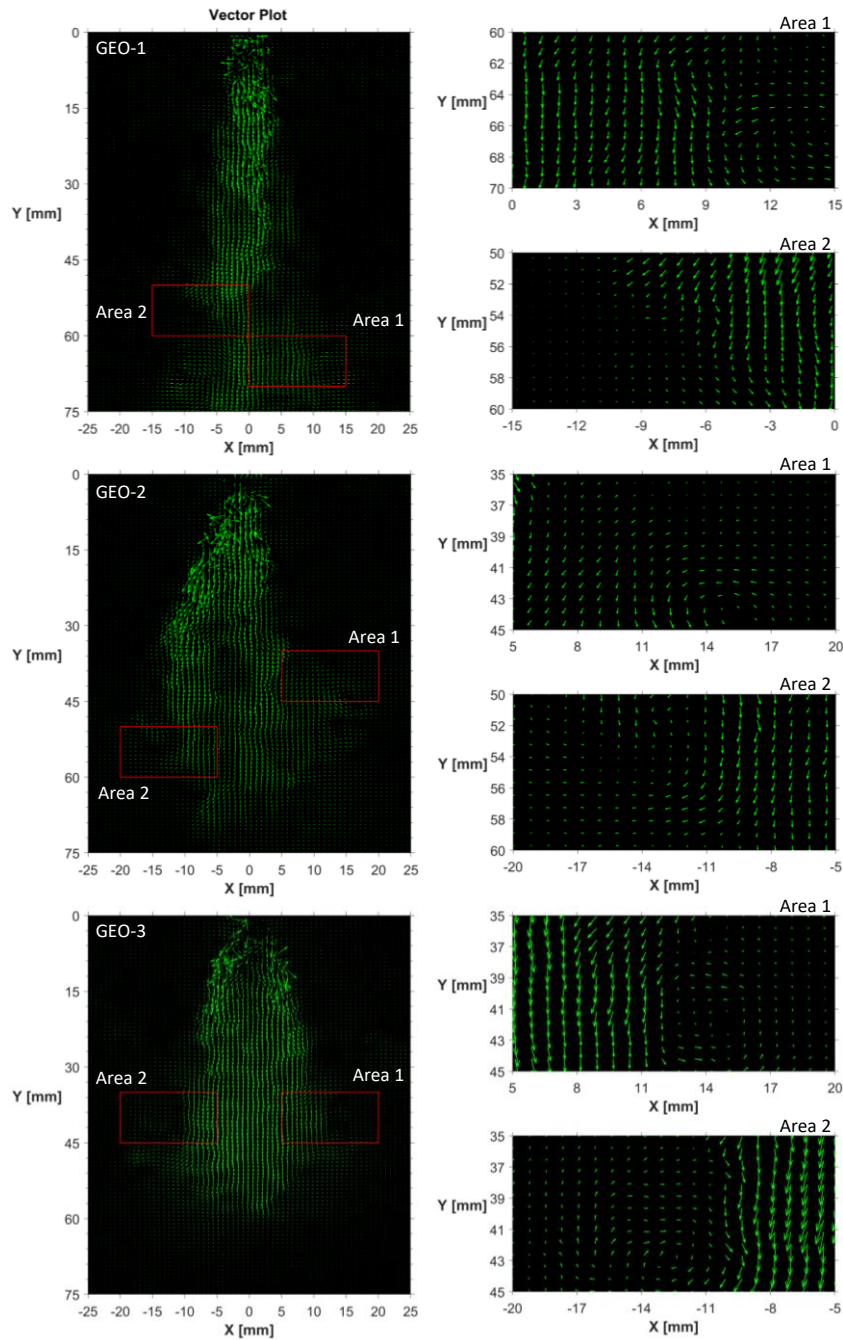 Vector Plot
GEO-1
0
15
30
45
60
75
Y [mm]
Area 2
Area 1
-25 -20 -15 -10 -5 0 5 10 15 20 25
X [mm]
Area 1
60
62
64
66
68
70
Y [mm]
0 3 6 9 12 15
X [mm]
Area 2
50
52
54
56
58
60
Y [mm]
-15 -12 -9 -6 -3 0
X [mm]
GEO-2
0
15
30
45
60
75
Y [mm]
Area 1
Area 2
-25 -20 -15 -10 -5 0 5 10 15 20 25
X [mm]
Area 1
35
37
39
41
43
45
Y [mm]
5 8 11 14 17 20
X [mm]
Area 2
50
52
54
56
58
60
Y [mm]
-20 -17 -14 -11 -8 -5
X [mm]
GEO-3
0
15
30
45
60
75
Y [mm]
Area 2
Area 1
-25 -20 -15 -10 -5 0 5 10 15 20 25
X [mm]
Area 1
35
37
39
41
43
45
Y [mm]
5 8 11 14 17 20
X [mm]
Area 2
35
37
39
41
43
45
Y [mm]
-20 -17 -14 -11 -8 -5
X [mm]